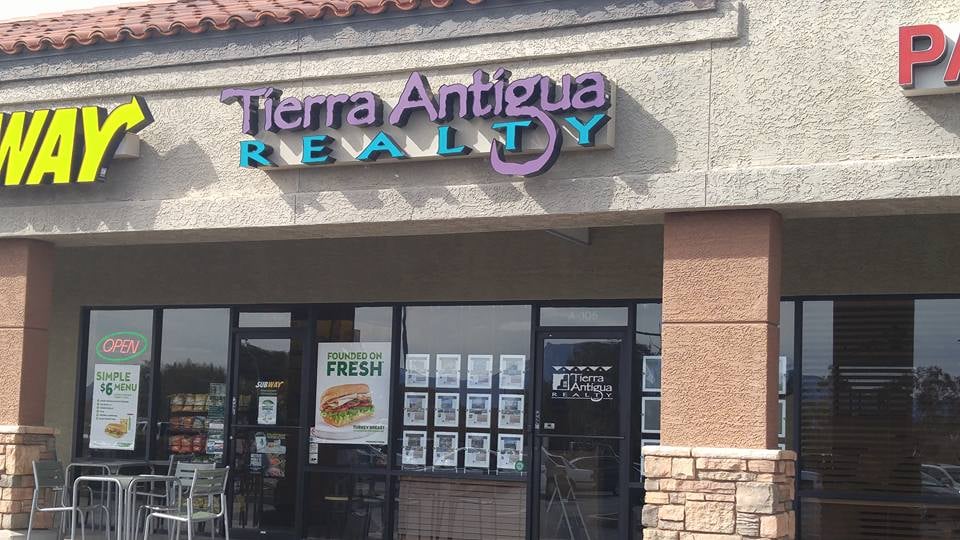 WAY
Tierra Antigua
REALTY
PA
A-106
OPEN
SIMPLE
$6 MENU
SUBWAY
FOUNDED ON
FRESH
TURKEY BREAST
Tierra
Antigua
REALTY